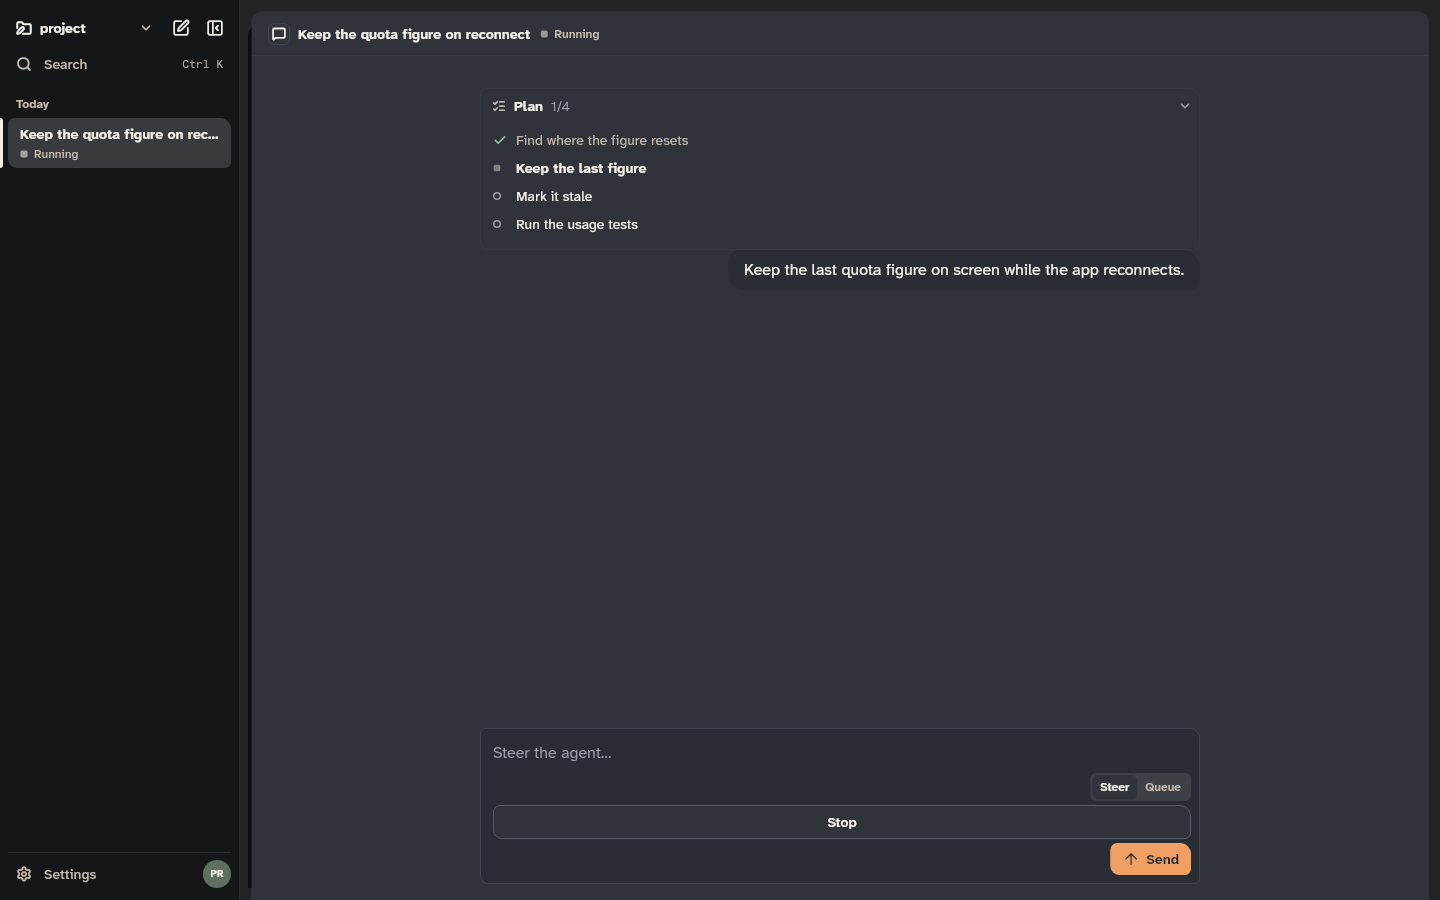 project
Search
Ctrl K
Today
Keep the quota figure on rec...
Running
Settings
PR
Keep the quota figure on reconnect
Running
Plan 1/4
Find where the figure resets
Keep the last figure
Mark it stale
Run the usage tests
Keep the last quota figure on screen while the app reconnects.
Steer the agent...
Steer
Queue
Stop
Send